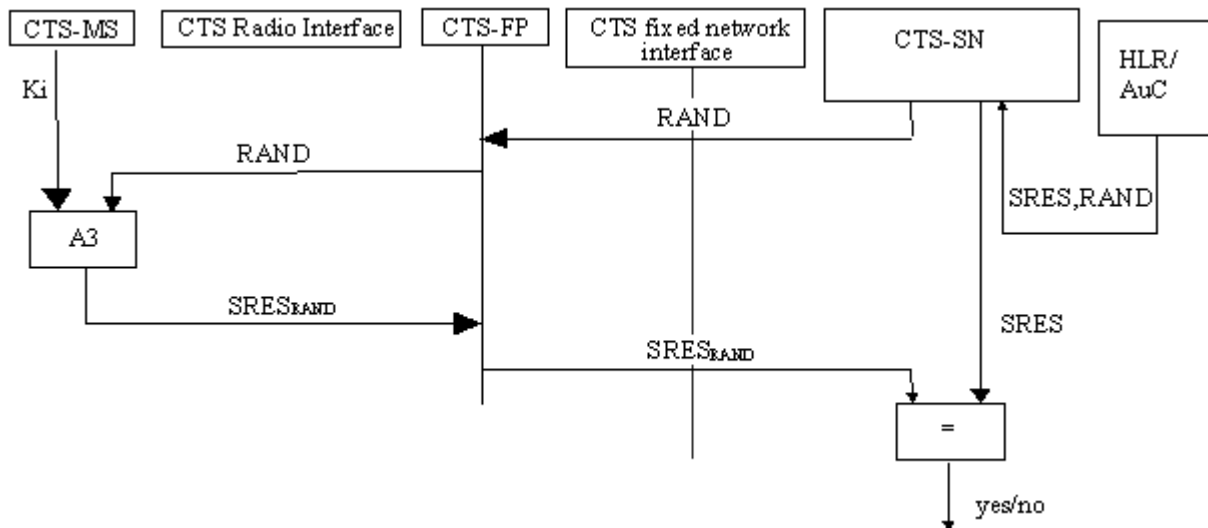 CTS-MS
CTS Radio Interface
CTS-FP
CTS fixed network
interface
CTS-SN
HLR/
AuC
Ki
RAND
RAND
SRES,RAND
A3
SRESRAND
SRES
SRESRAND
=
yes/no